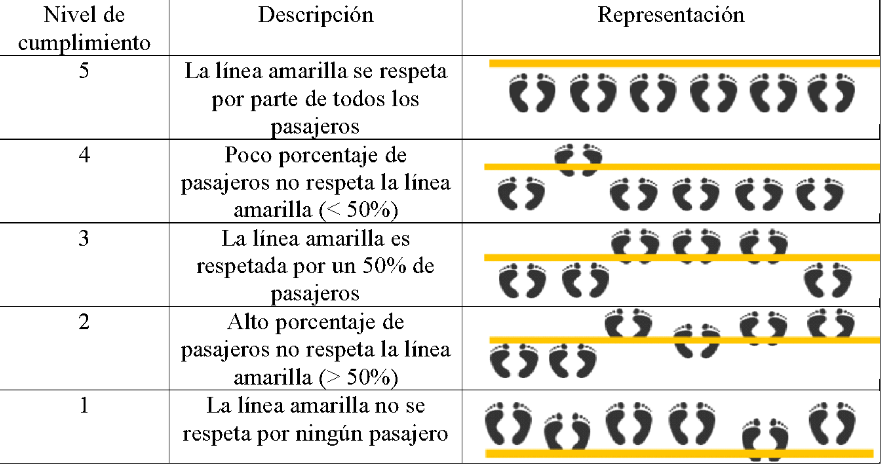 Nivel de
cumplimiento
Descripción
Representación
5
La línea amarilla se respeta
por parte de todos los
pasajeros
4
Poco porcentaje de
pasajeros no respeta la línea
amarilla (< 50%)
3
La línea amarilla es
respetada por un 50% de
pasajeros
2
Alto porcentaje de
pasajeros no respeta la línea
amarilla (> 50%)
1
La línea amarilla no se
respeta por ningún pasajero